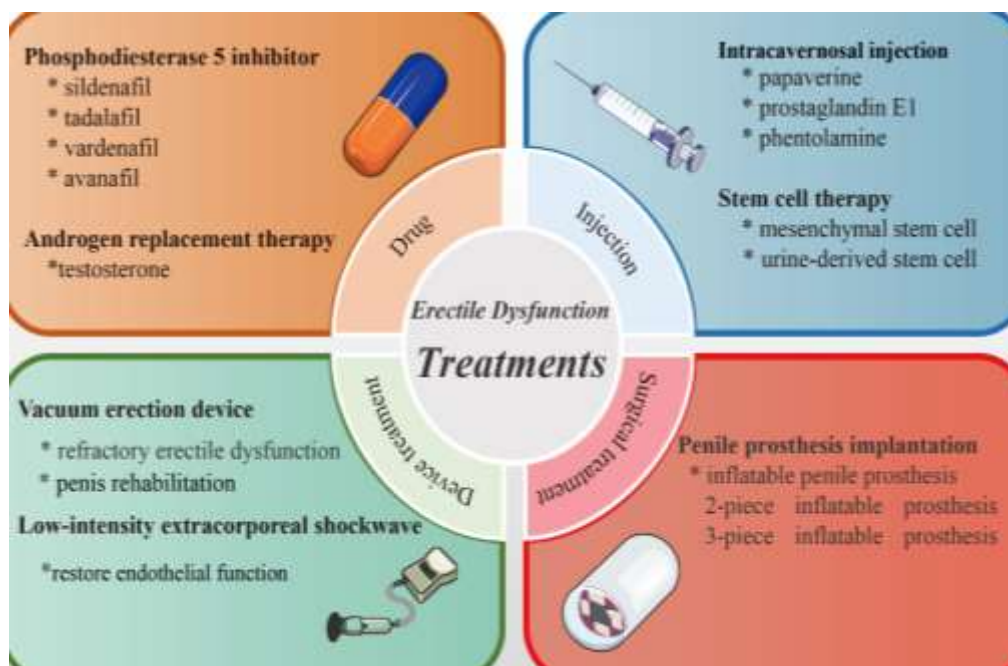 Phosphodiesterase 5 inhibitor
* sildenafil
* tadalafil
* vardenafil
* avanafil
Androgen replacement therapy
*testosterone
Drug
Intracavernosal injection
* papaverine
* prostaglandin E1
* phentolamine
Stem cell therapy
* mesenchymal stem cell
* urine-derived stem cell
Injection
Erectile Dysfunction
Treatments
Vacuum erection device
* refractory erectile dysfunction
* penis rehabilitation
Low-intensity extracorporeal shockwave
*restore endothelial function
Device treatment
Surgical treatment
Penile prosthesis implantation
* inflatable penile prosthesis
2-piece inflatable prosthesis
3-piece inflatable prosthesis